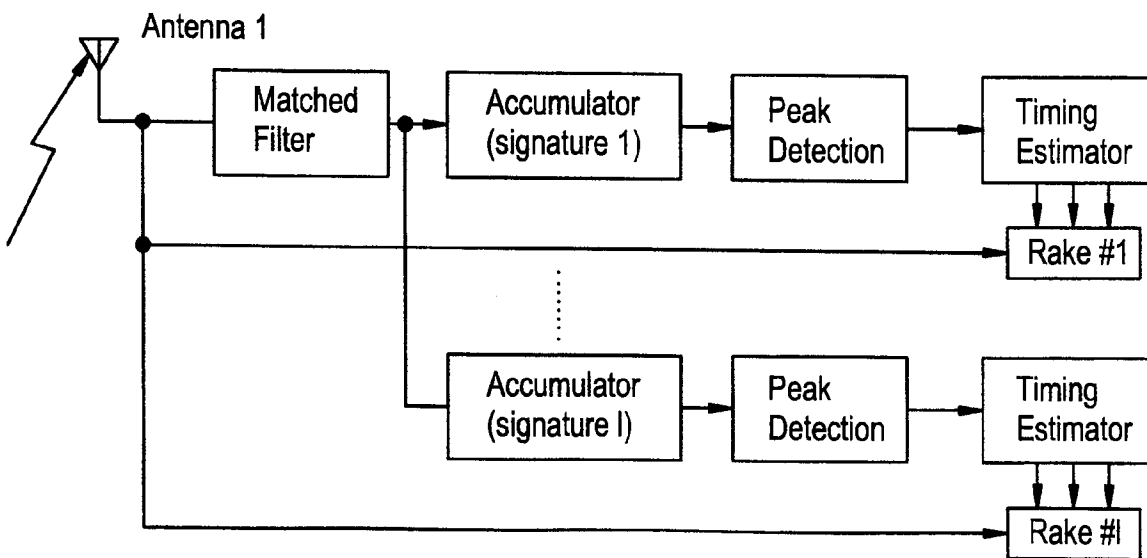 Antenna 1
Matched
Filter
Accumulator
(signature 1)
Peak
Detection
Timing
Estimator
Rake #1
Accumulator
(signature I)
Peak
Detection
Timing
Estimator
Rake #I